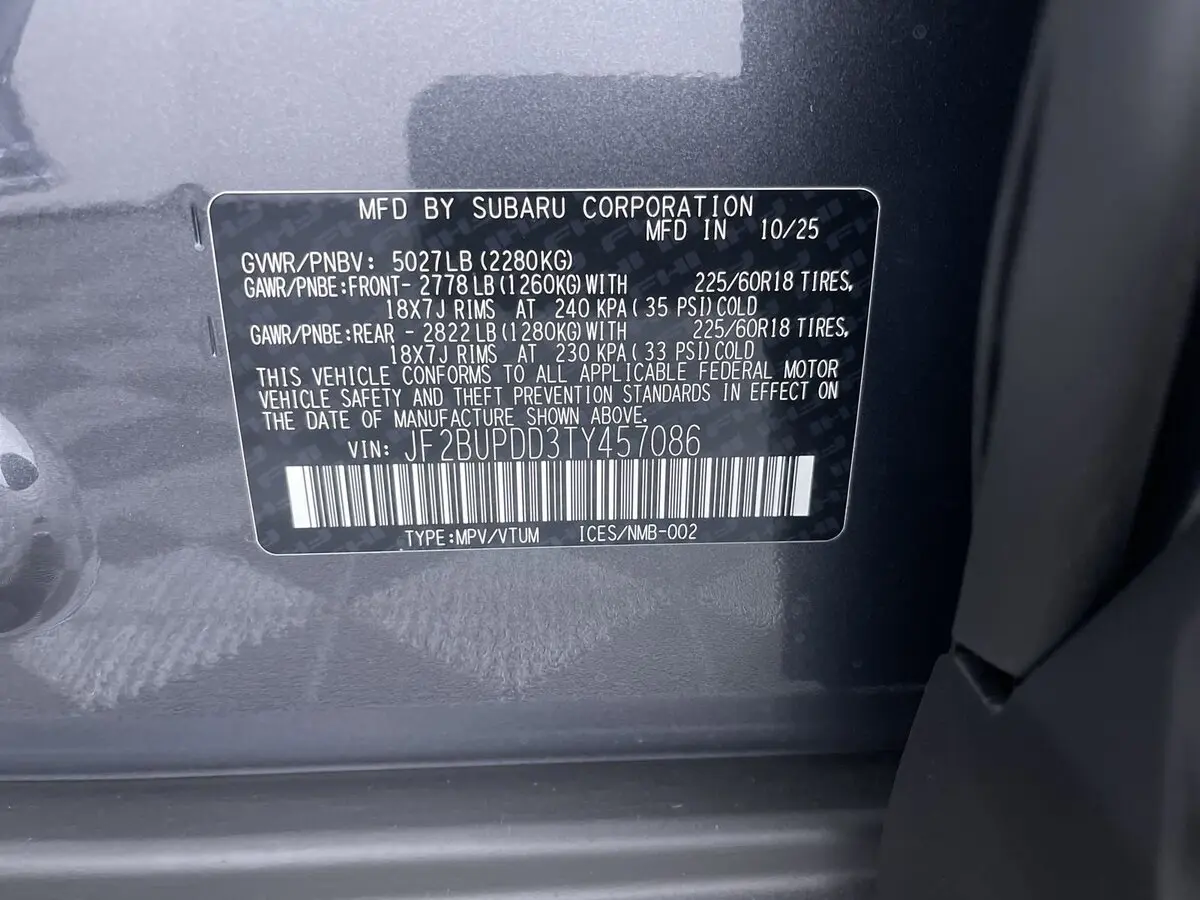 MFD BY SUBARU CORPORATION
MFD IN 10/25
GVWR/PNBV: 5027LB (2280KG)
GAWR/PNBE:FRONT- 2778 LB (1260KG) WITH 225/60R18 TIRES,
18X7J RIMS AT 240 KPA ( 35 PSI) COLD
GAWR/PNBE:REAR - 2822 LB (1280KG) WITH 225/60R18 TIRES,
18X7J RIMS AT 230 KPA ( 33 PSI) COLD
THIS VEHICLE CONFORMS TO ALL APPLICABLE FEDERAL MOTOR
VEHICLE SAFETY AND THEFT PREVENTION STANDARDS IN EFFECT ON
THE DATE OF MANUFACTURE SHOWN ABOVE.
VIN: JF2BUPDD3TY457086
TYPE:MPV/VTUM ICES/NMB-002